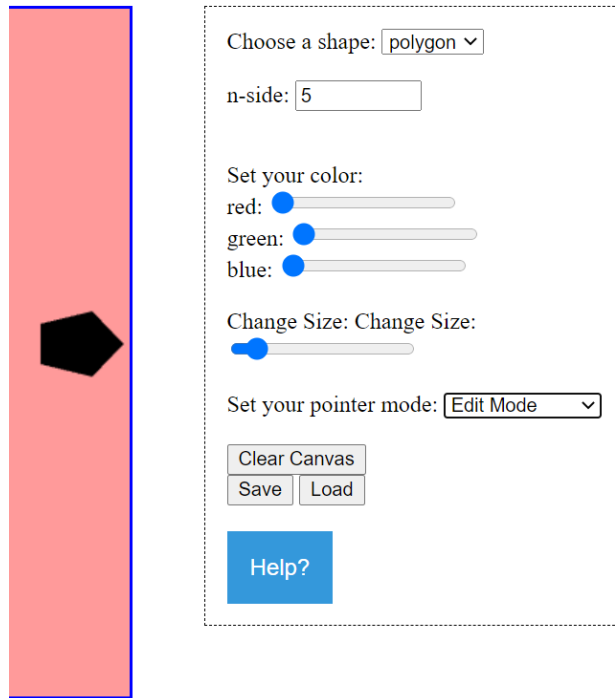 Choose a shape: polygon
n-side: 5
Set your color:
red:
green:
blue:
Change Size: Change Size:
Set your pointer mode: Edit Mode
Clear Canvas
Save Load
Help?